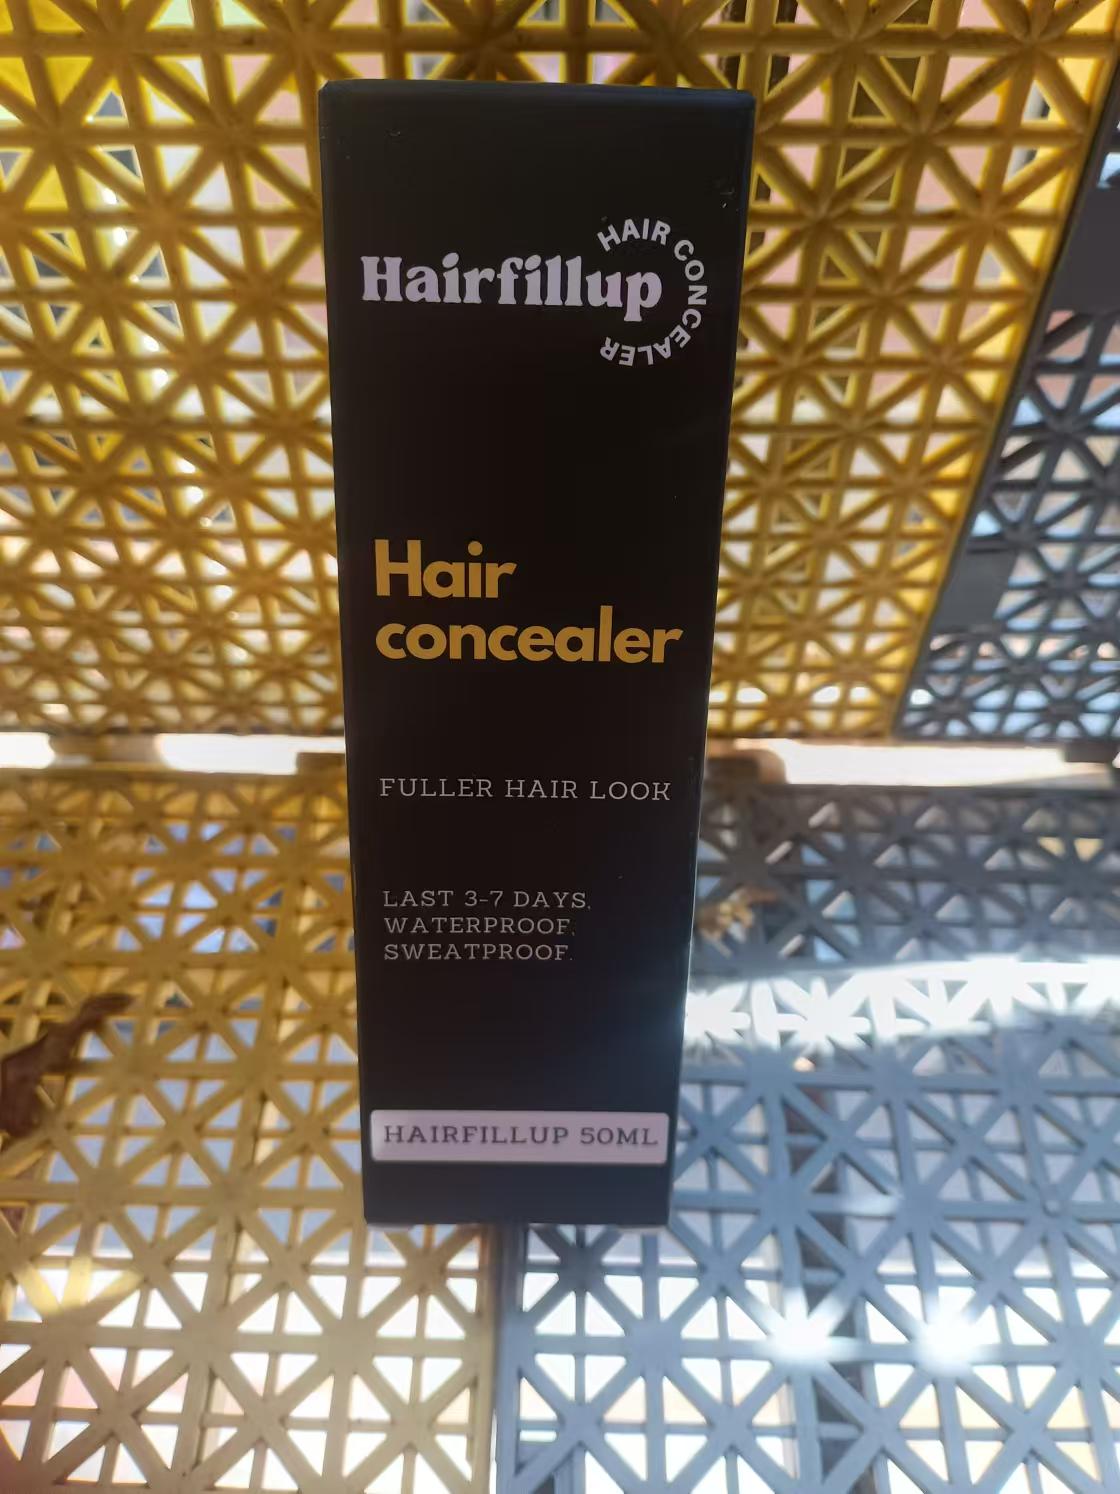 Hairfillup
HAIR CONCEALER
Hair
concealer
FULLER HAIR LOOK
LAST 3-7 DAYS,
WATERPROOF,
SWEATPROOF.
HAIRFILLUP 50ML